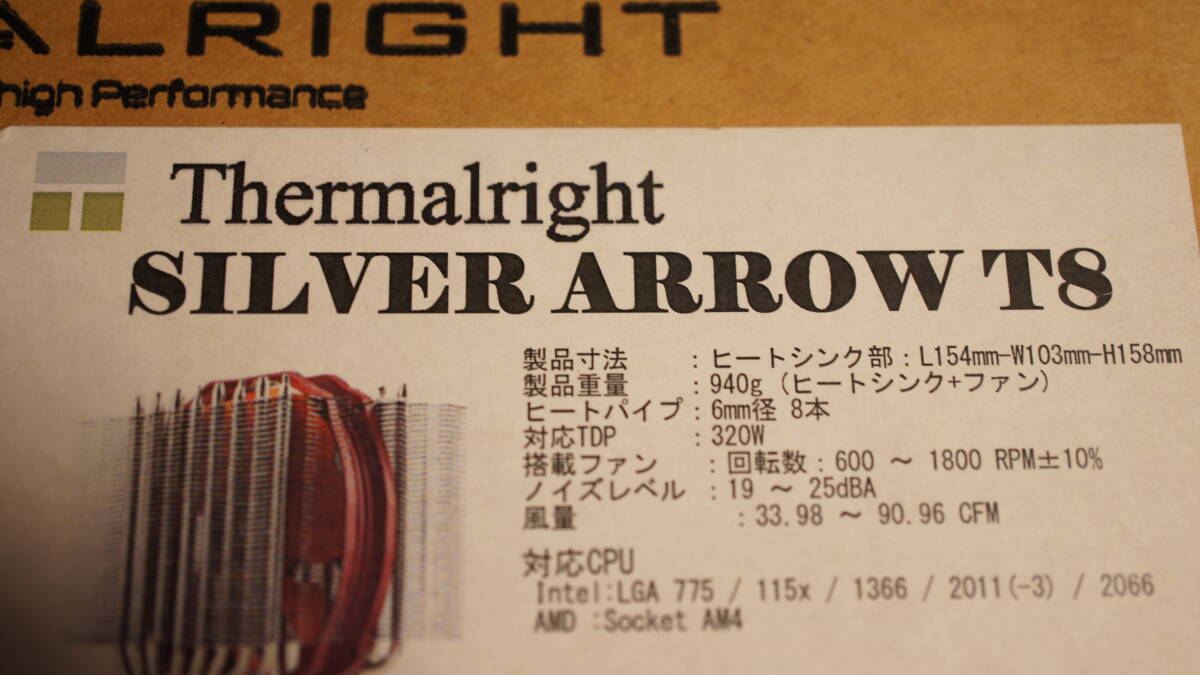 ALRIGHT
high Performance
Thermalright
SILVER ARROW T8
製品寸法 : ヒートシンク部 : L154mm-W103mm-H158mm
製品重量 : 940g (ヒートシンク+ファン)
ヒートパイプ : 6mm径 8本
対応TDP : 320W
搭載ファン : 回転数 : 600 ～ 1800 RPM±10%
ノイズレベル : 19 ～ 25dBA
風量 : 33.98 ～ 90.96 CFM
対応CPU
Intel:LGA 775 / 115x / 1366 / 2011(-3) / 2066
AMD :Socket AM4